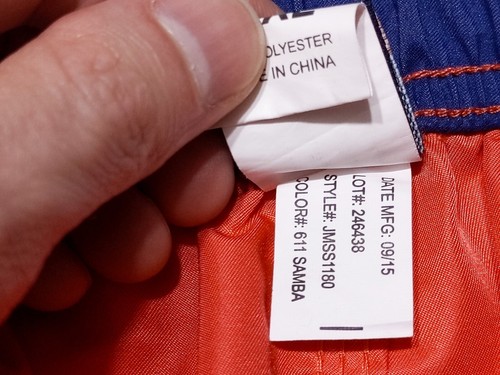 OLYESTER
IN CHINA
DATE MFG: 09/15
LOT#: 246438
STYLE#: JMSS1180
COLOR#: 611 SAMBA